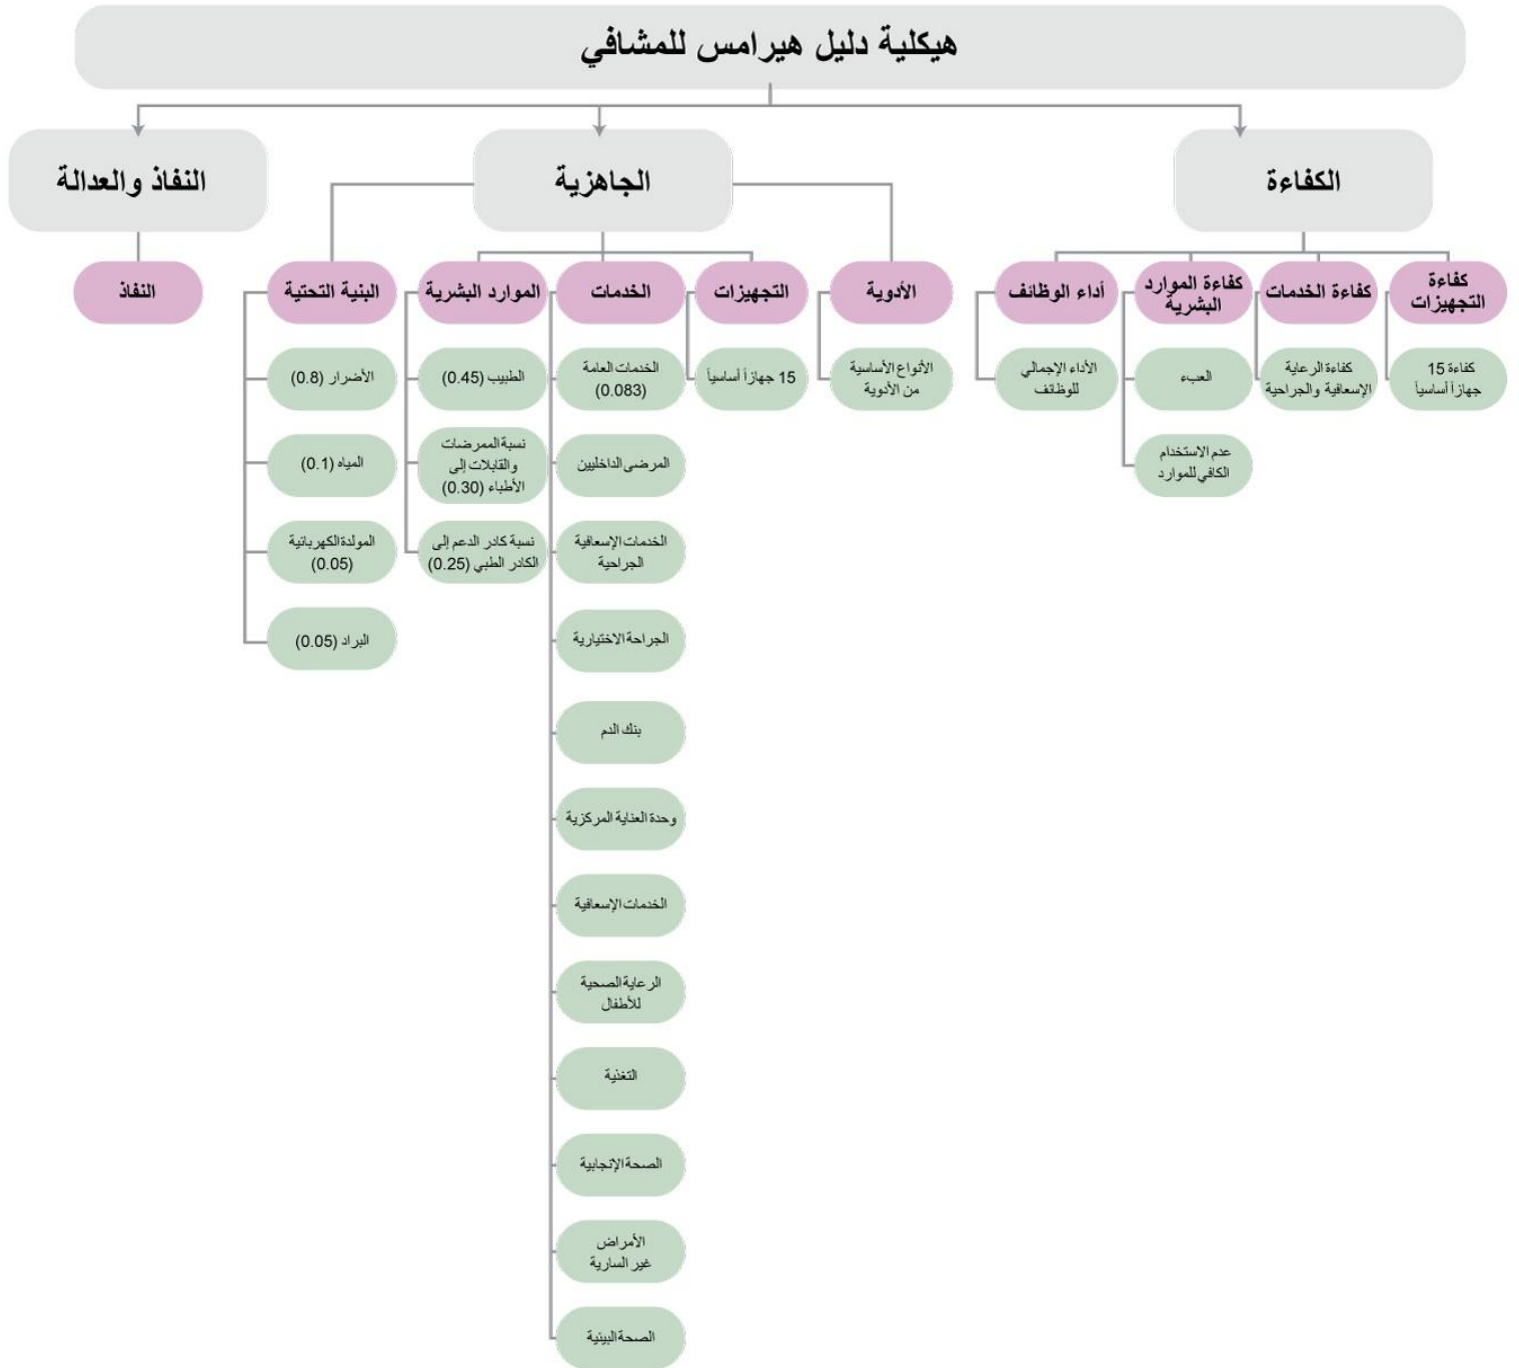 هيكلية دليل هيرامس للمشافي
الكفاءة
الجاهزية
النفاذ والعدالة
كفاءة
التجهيزات
كفاءة الخدمات
كفاءة الموارد
البشرية
أداء الوظائف
الأدوية
التجهيزات
الخدمات
الموارد البشرية
البنية التحتية
النفاذ
كفاءة 15
جهازاً أساسياً
كفاءة الرعاية
الإسعافية والجراحية
العبء
عدم الاستخدام
الكافي للموارد
الأداء الإجمالي
للوظائف
الأنواع الأساسية
من الأدوية
15 جهازاً أساسياً
الخدمات العامة
(0.083)
المرضى الداخليين
الخدمات الإسعافية
الجراحية
الجراحة الاختيارية
بنك الدم
وحدة العناية المركزية
الخدمات الإسعافية
الرعاية الصحية
للأطفال
التغذية
الصحة الإنجابية
الأمراض
غير السارية
الصحة البيئية
الطبيب (0.45)
نسبة الممرضات
والقابلات إلى
الأطباء (0.30)
نسبة كادر الدعم إلى
الكادر الطبي (0.25)
الأضرار (0.8)
المياه (0.1)
المولدة الكهربائية
(0.05)
البراد (0.05)